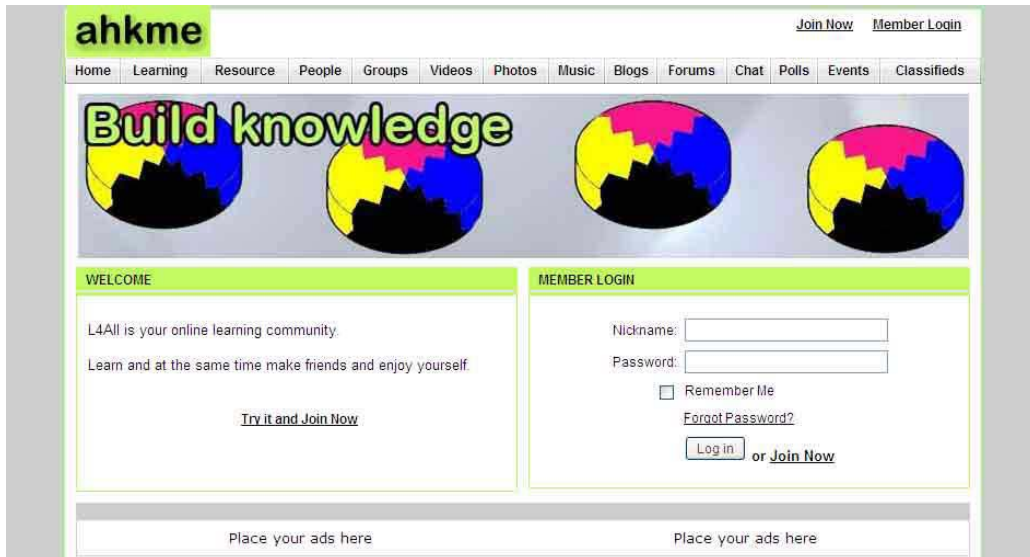 ahkme
Join Now Member Login
Home Learning Resource People Groups Videos Photos Music Blogs Forums Chat Polls Events Classifieds
Build knowledge
WELCOME
L4All is your online learning community.
Learn and at the same time make friends and enjoy yourself.
Try it and Join Now
MEMBER LOGIN
Nickname:
Password:
Remember Me
Forgot Password?
Log in or Join Now
Place your ads here Place your ads here